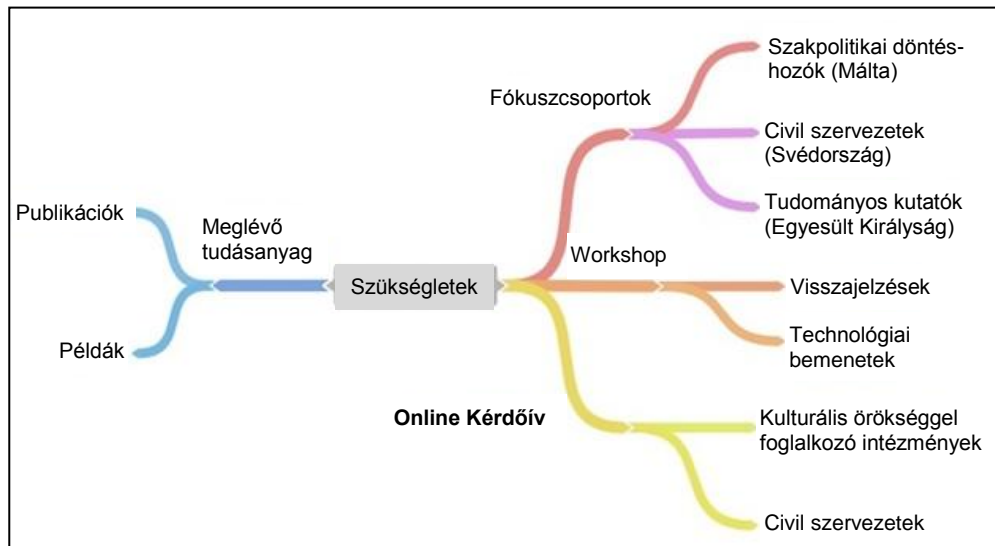 Szakpolitikai döntés-
hozók (Málta)
Fókuszcsoportok
Civil szervezetek
(Svédország)
Tudományos kutatók
(Egyesült Királyság)
Publikációk
Meglévő
tudásanyag
Workshop
Szükségletek
Visszajelzések
Példák
Technológiai
bemenetek
Online Kérdőív
Kulturális örökséggel
foglalkozó intézmények
Civil szervezetek